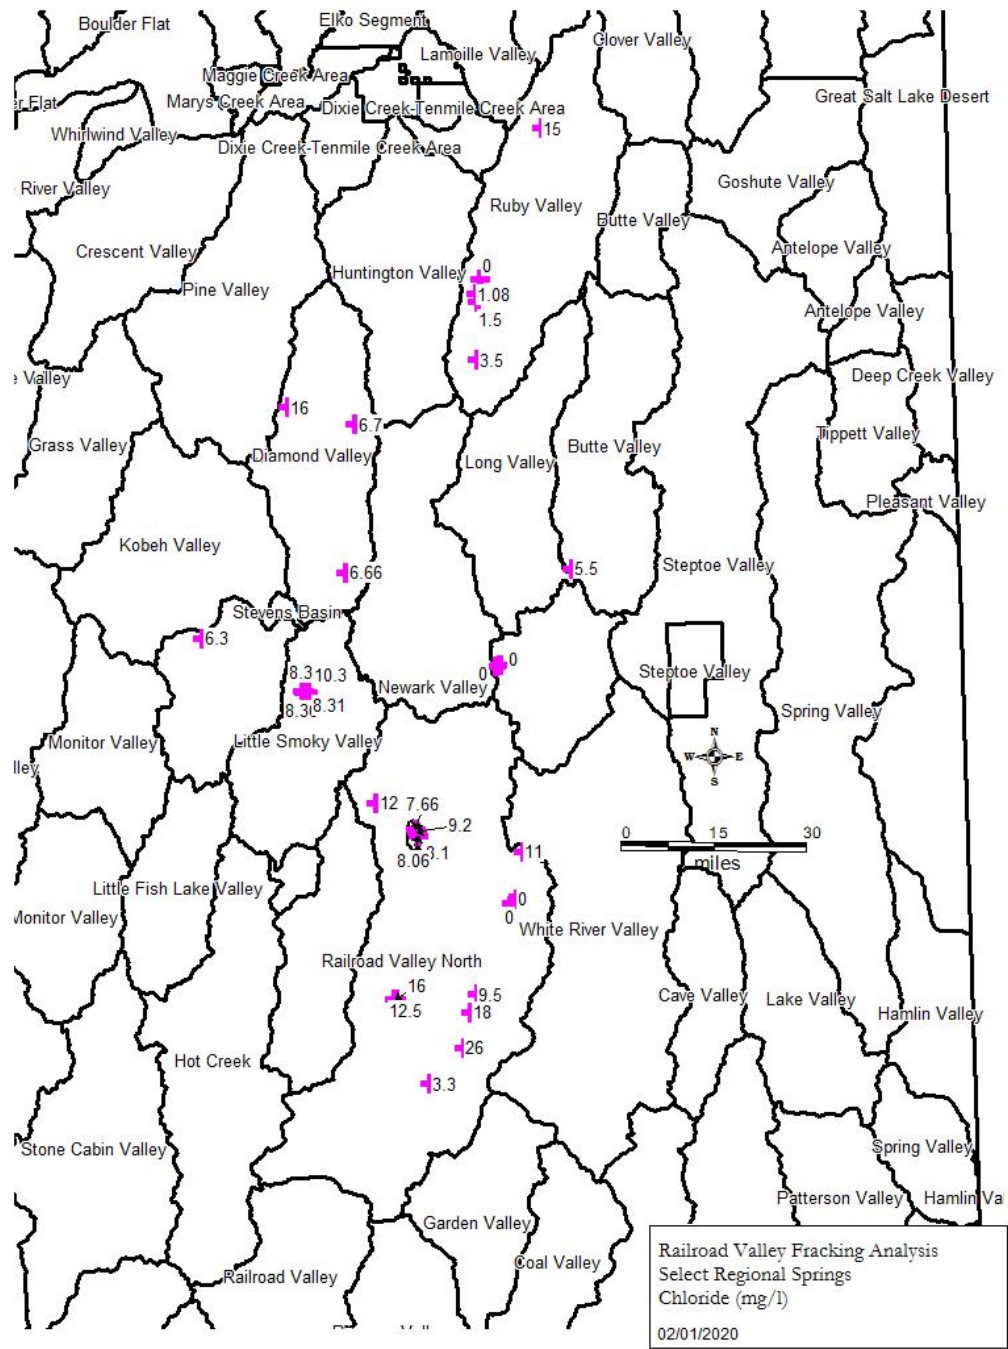 Boulder Flat
Elko Segment
Clover Valley
Lamoille Valley
Maggie Creek Area
er Flat
Marys Creek Area
Dixie Creek-Tenmile Creek Area
Great Salt Lake Desert
Whirlwind Valley
15
Dixie Creek-Tenmile Creek Area
River Valley
Goshute Valley
Ruby Valley
Butte Valley
Crescent Valley
Antelope Valley
Huntington Valley
0
Pine Valley
1.08
1.5
Antelope Valley
3.5
e Valley
Deep Creek Valley
16
6.7
Grass Valley
Diamond Valley
Long Valley
Butte Valley
Tippett Valley
Pleasant Valley
Kobeh Valley
6.66
5.5
Steptoe Valley
Stevens Basin
6.3
8.3
10.3
0
0
Steptoe Valley
Newark Valley
8.31
Spring Valley
Monitor Valley
Little Smoky Valley
N
W
E
S
lley
12
7.66
9.2
8.06
0
15
30
miles
11
Little Fish Lake Valley
0
0
Monitor Valley
White River Valley
Railroad Valley North
16
12.5
9.5
18
Cave Valley
Lake Valley
Hamlin Valley
26
Hot Creek
3.3
Stone Cabin Valley
Spring Valley
Patterson Valley
Hamlin Va
Garden Valley
Coal Valley
Railroad Valley
Railroad Valley Fracking Analysis
Select Regional Springs
Chloride (mg/l)
02/01/2020